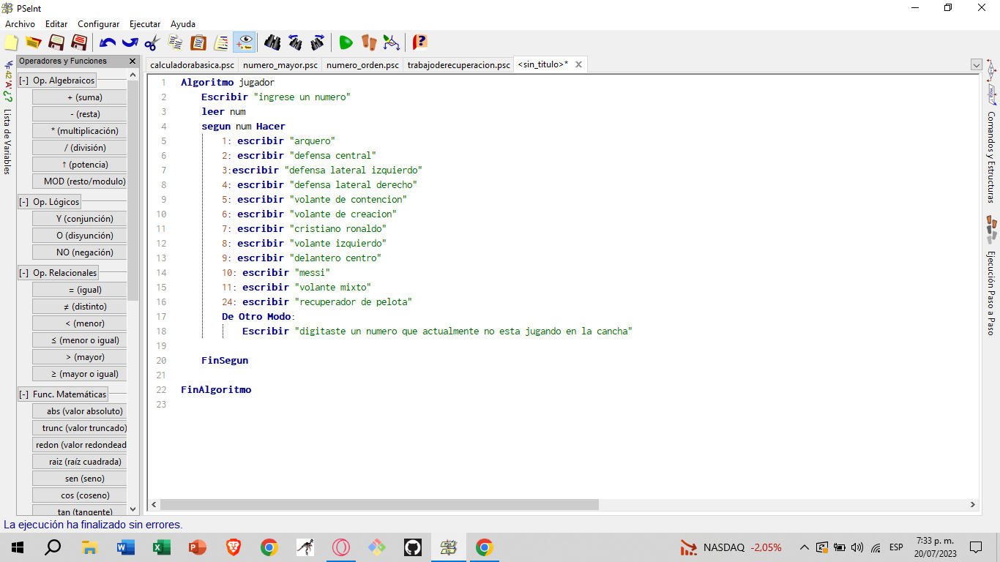 PSeInt
Archivo Editar Configurar Ejecutar Ayuda
Operadores y Funciones
calculadorabasica.psc numero_mayor.psc numero_orden.psc trabajoderecuperacion.psc <sin_titulo>*
[-] Op. Algebraicos
+ (suma)
- (resta)
* (multiplicación)
/ (división)
↑ (potencia)
MOD (resto/modulo)
[-] Op. Lógicos
Y (conjunción)
O (disyunción)
NO (negación)
[-] Op. Relacionales
= (igual)
≠ (distinto)
< (menor)
≤ (menor o igual)
> (mayor)
≥ (mayor o igual)
[-] Func. Matemáticas
abs (valor absoluto)
trunc (valor truncado)
redon (valor redondead
raiz (raíz cuadrada)
sen (seno)
cos (coseno)
tan (tangente)
Lista de Variables
1 Algoritmo jugador
2 Escribir "ingrese un numero"
3 leer num
4 segun num Hacer
5 1: escribir "arquero"
6 2: escribir "defensa central"
7 3:escribir "defensa lateral izquierdo"
8 4: escribir "defensa lateral derecho"
9 5: escribir "volante de contencion"
10 6: escribir "volante de creacion"
11 7: escribir "cristiano ronaldo"
12 8: escribir "volante izquierdo"
13 9: escribir "delantero centro"
14 10: escribir "messi"
15 11: escribir "volante mixto"
16 24: escribir "recuperador de pelota"
17 De Otro Modo:
18 Escribir "digitaste un numero que actualmente no esta jugando en la cancha"
19
20 FinSegun
21
22 FinAlgoritmo
23
Comandos y Estructuras
Ejecución Paso a Paso
La ejecución ha finalizado sin errores.
NASDAQ -2,05%
ESP
7:33 p. m.
20/07/2023